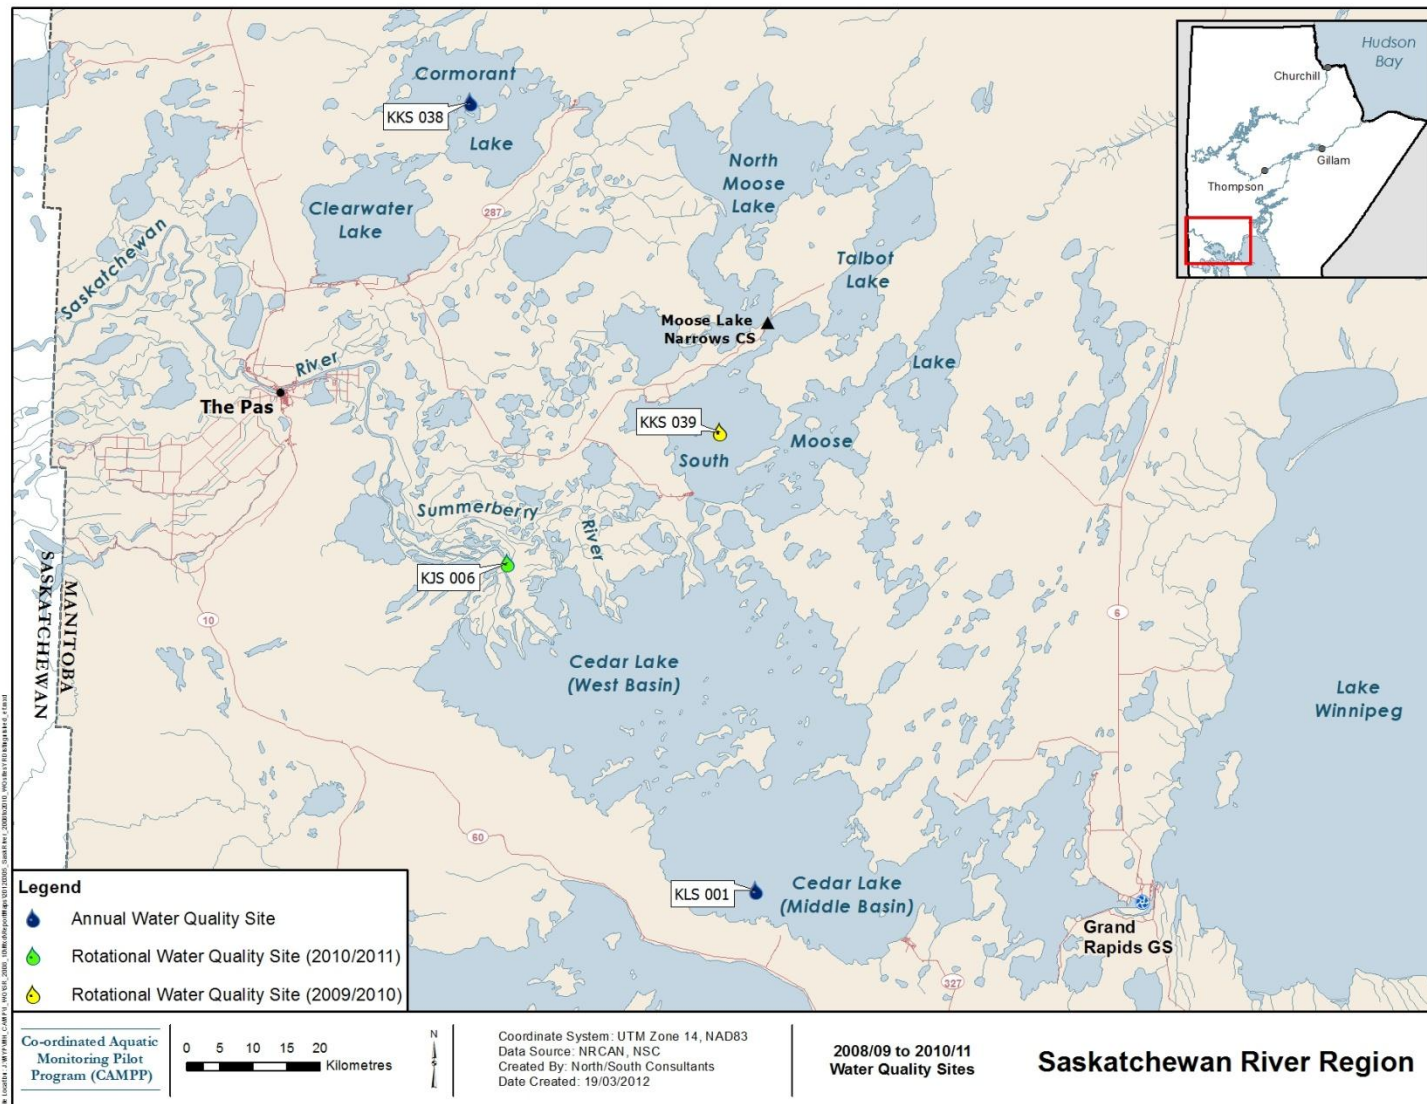 Cormorant
Lake
KKS 038
Hudson
Bay
Churchill
Gillam
Thompson
North
Moose
Lake
Clearwater
Lake
287
Saskatchewan
River
Talbot
Lake
Moose Lake
Narrows CS
Lake
The Pas
KKS 039
South
Moose
Summerberry
River
KJS 006
SASKATCHEWAN
MANITOBA
10
6
Cedar Lake
(West Basin)
Lake
Winnipeg
60
KLS 001
Cedar Lake
(Middle Basin)
Grand
Rapids GS
327
Legend
Annual Water Quality Site
Rotational Water Quality Site (2010/2011)
Rotational Water Quality Site (2009/2010)
Co-ordinated Aquatic
Monitoring Pilot
Program (CAMPP)
0 5 10 15 20
Kilometres
N
Coordinate System: UTM Zone 14, NAD83
Data Source: NRCAN, NSC
Created By: North/South Consultants
Date Created: 19/03/2012
2008/09 to 2010/11
Water Quality Sites
Saskatchewan River Region